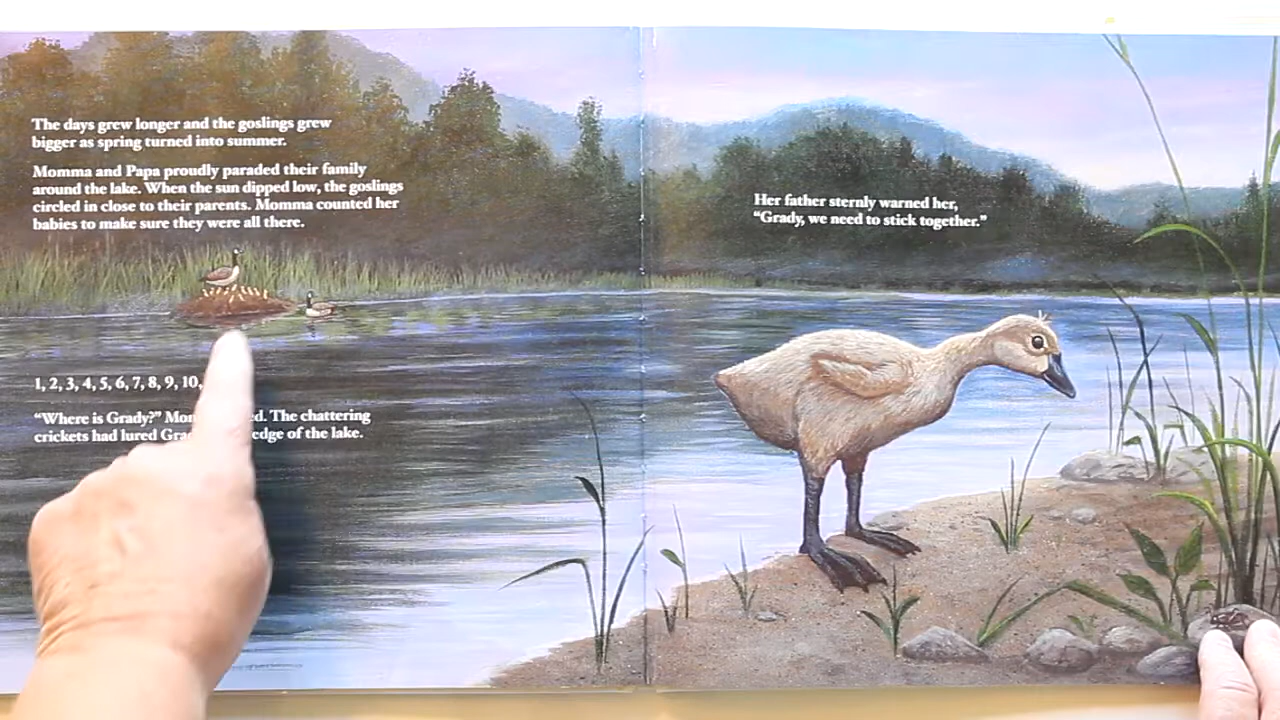 The days grew longer and the goslings grew
bigger as spring turned into summer.
Momma and Papa proudly paraded their family
around the lake. When the sun dipped low, the goslings
circled in close to their parents. Momma counted her
babies to make sure they were all there.
1, 2, 3, 4, 5, 6, 7, 8, 9, 10,
“Where is Grady?” The chattering
crickets had lured edge of the lake.
Her father sternly warned her,
“Grady, we need to stick together.”